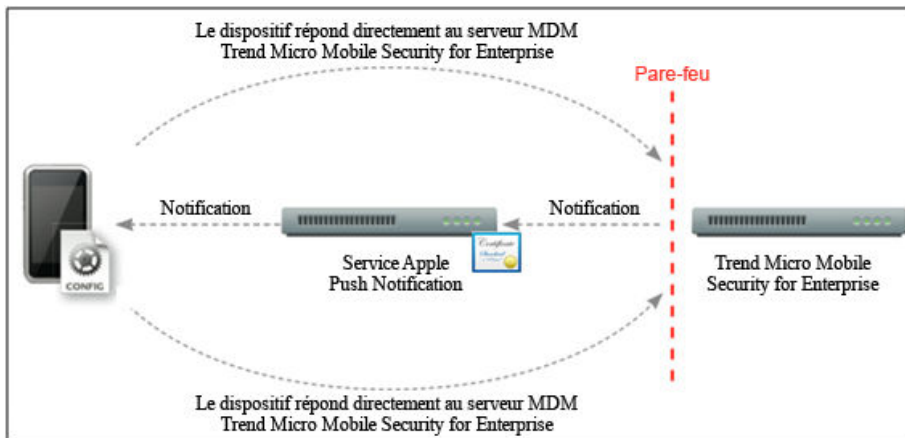 Le dispositif répond directement au serveur MDM
Trend Micro Mobile Security for Enterprise
Pare-feu
Notification
Notification
CONFIG
Certificate
Service Apple
Push Notification
Trend Micro Mobile
Security for Enterprise
Le dispositif répond directement au serveur MDM
Trend Micro Mobile Security for Enterprise